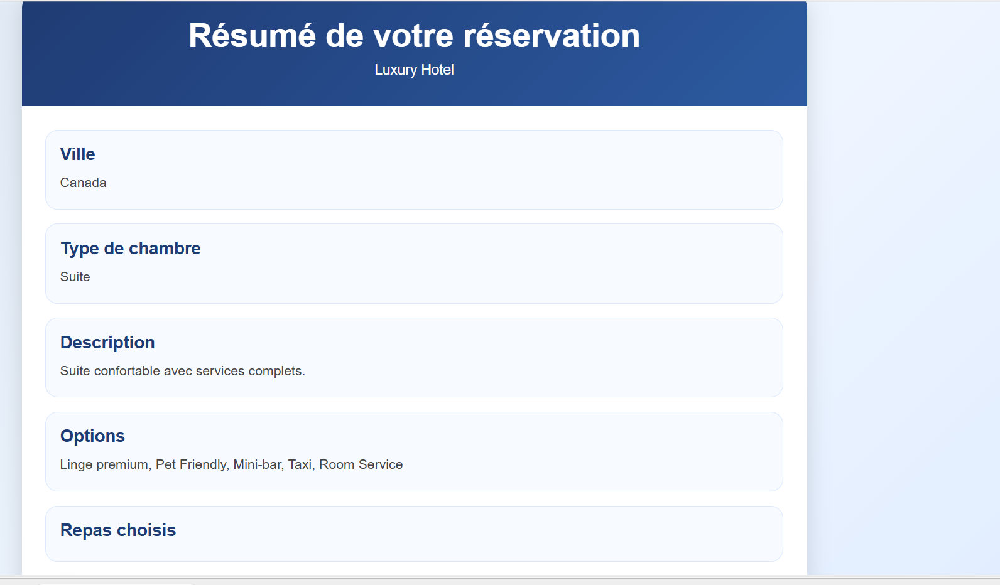 Résumé de votre réservation
Luxury Hotel
Ville
Canada
Type de chambre
Suite
Description
Suite confortable avec services complets.
Options
Linge premium, Pet Friendly, Mini-bar, Taxi, Room Service
Repas choisis